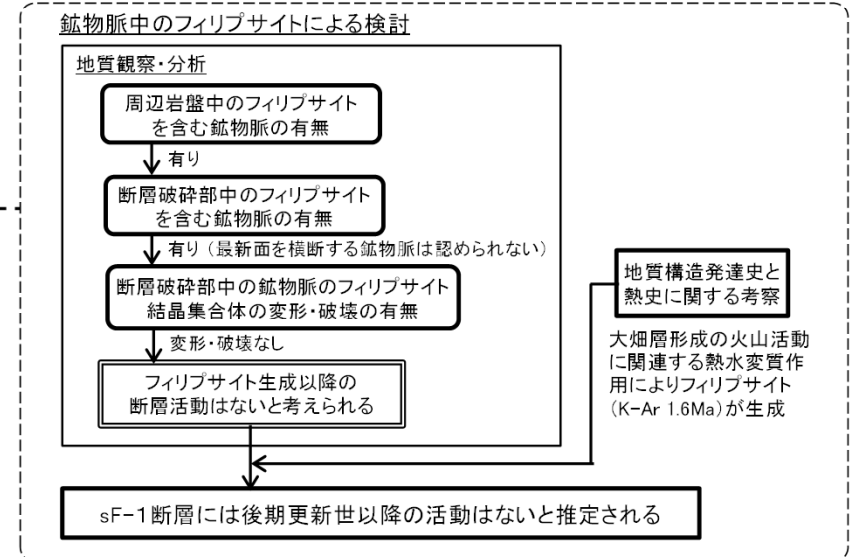 鉱物脈中のフィリプサイトによる検討
地質観察・分析
周辺岩盤中のフィリプサイト
を含む鉱物脈の有無
有り
断層破砕部中のフィリプサイト
を含む鉱物脈の有無
有り（最新面を横断する鉱物脈は認められない）
断層破砕部中の鉱物脈のフィリプサイト
結晶集合体の変形・破壊の有無
変形・破壊なし
フィリプサイト生成以降の
断層活動はないと考えられる
地質構造発達史と
熱史に関する考察
大畑層形成の火山活動
に関連する熱水変質作
用によりフィリプサイト
（K-Ar 1.6Ma）が生成
sF-1断層には後期更新世以降の活動はないと推定される